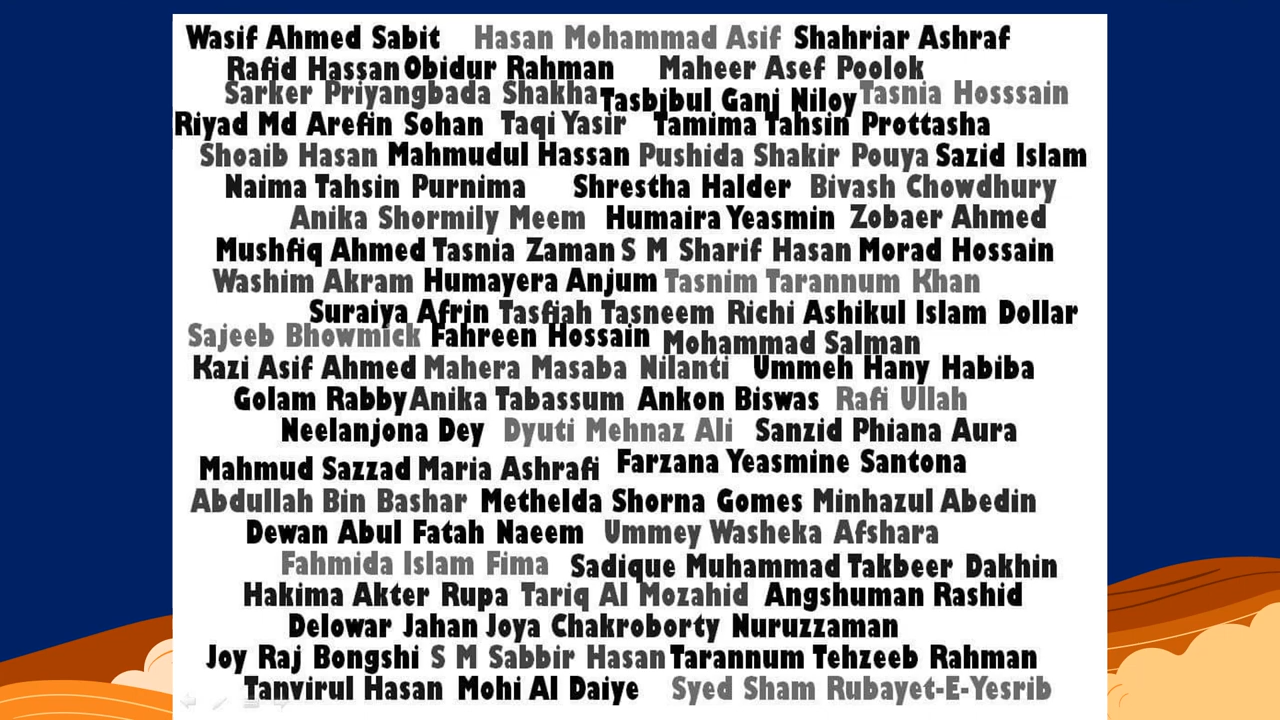 Wasif Ahmed Sabit Hasan Mohammad Asif Shahriar Ashraf
Rafid Hassan Obidur Rahman Maheer Asef Poolok
Sarker Priyangbada Shakha Tasbibul Gani Niloy Tasnia Hosssain
Riyad Md Arefin Sohan Taqi Yasir Tamima Tahsin Prottasha
Shoaib Hasan Mahmudul Hassan Pushida Shakir Pouya Sazid Islam
Naima Tahsin Purnima Shrestha Halder Bivash Chowdhury
Anika Shormily Meem Humaira Yeasmin Zobaer Ahmed
Mushfiq Ahmed Tasnia Zaman S M Sharif Hasan Morad Hossain
Washim Akram Humayera Anjum Tasnim Tarannum Khan
Suraiya Afrin Tasfiah Tasneem Richi Ashikul Islam Dollar
Sajeeb Bhowmick Fahreen Hossain Mohammad Salman
Kazi Asif Ahmed Mahera Masaba Nilanti Ummeh Hany Habiba
Golam Rabby Anika Tabassum Ankon Biswas Rafi Ullah
Neelanjona Dey Dyuti Mehnaz Ali Sanzid Phiana Aura
Mahmud Sazzad Maria Ashrafi Farzana Yeasmine Santona
Abdullah Bin Bashar Methelda Shorna Gomes Minhazul Abedin
Dewan Abul Fatah Naeem Ummey Washeka Afshara
Fahmida Islam Fima Sadique Muhammad Takbeer Dakhin
Hakima Akter Rupa Tariq Al Mozahid Angshuman Rashid
Delowar Jahan Joya Chakroborty Nuruzzaman
Joy Raj Bongshi S M Sabbir Hasan Tarannum Tehzeeb Rahman
Tanvirul Hasan Mohi Al Daiye Syed Sham Rubayet-E-Yesrib